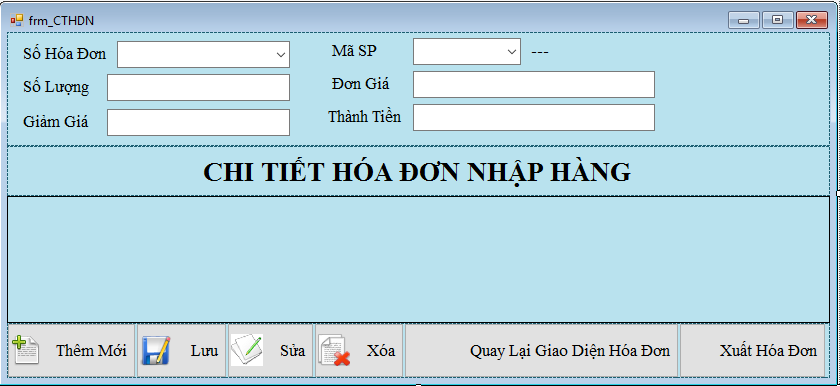 frm_CTHDN
Số Hóa Đơn
Mã SP
---
Số Lượng
Đơn Giá
Giảm Giá
Thành Tiền
CHI TIẾT HÓA ĐƠN NHẬP HÀNG
Thêm Mới
Lưu
Sửa
Xóa
Quay Lại Giao Diện Hóa Đơn
Xuất Hóa Đơn